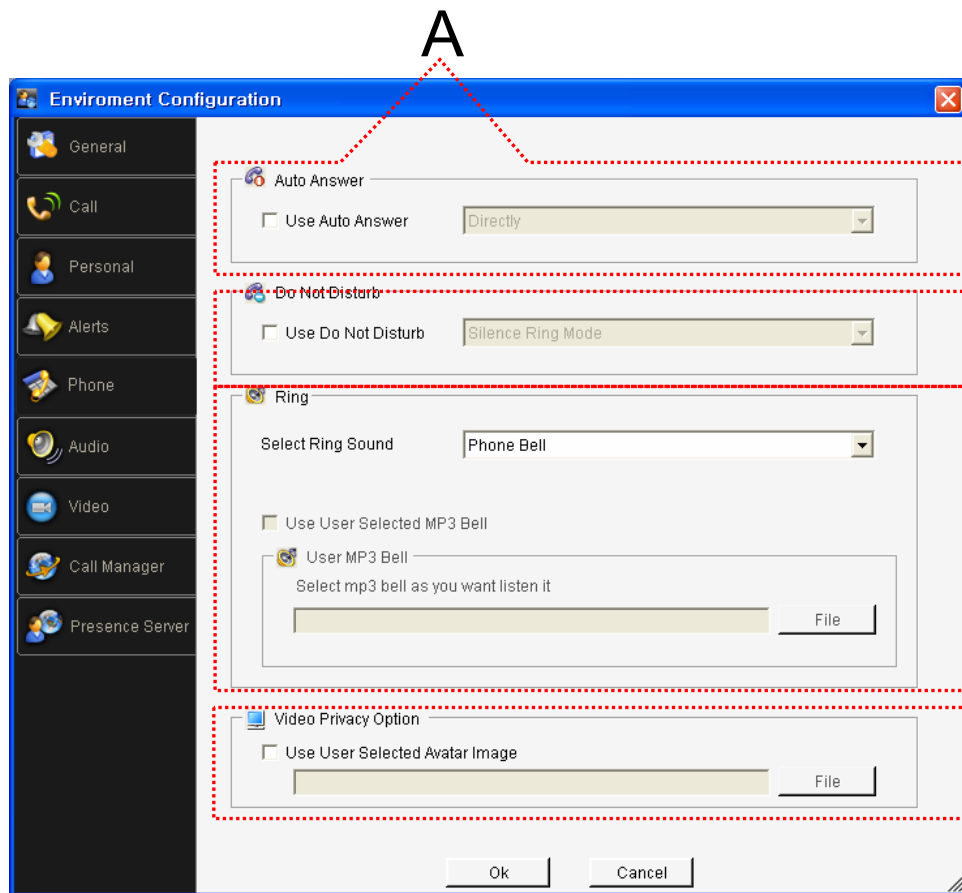 A
Enviroment Configuration
General
Call
Personal
Alerts
Phone
Audio
Video
Call Manager
Presence Server
Auto Answer
Use Auto Answer Directly
Do Not Disturb
Use Do Not Disturb Silence Ring Mode
Ring
Select Ring Sound Phone Bell
Use User Selected MP3 Bell
User MP3 Bell
Select mp3 bell as you want listen it
File
Video Privacy Option
Use User Selected Avatar Image
File
Ok Cancel